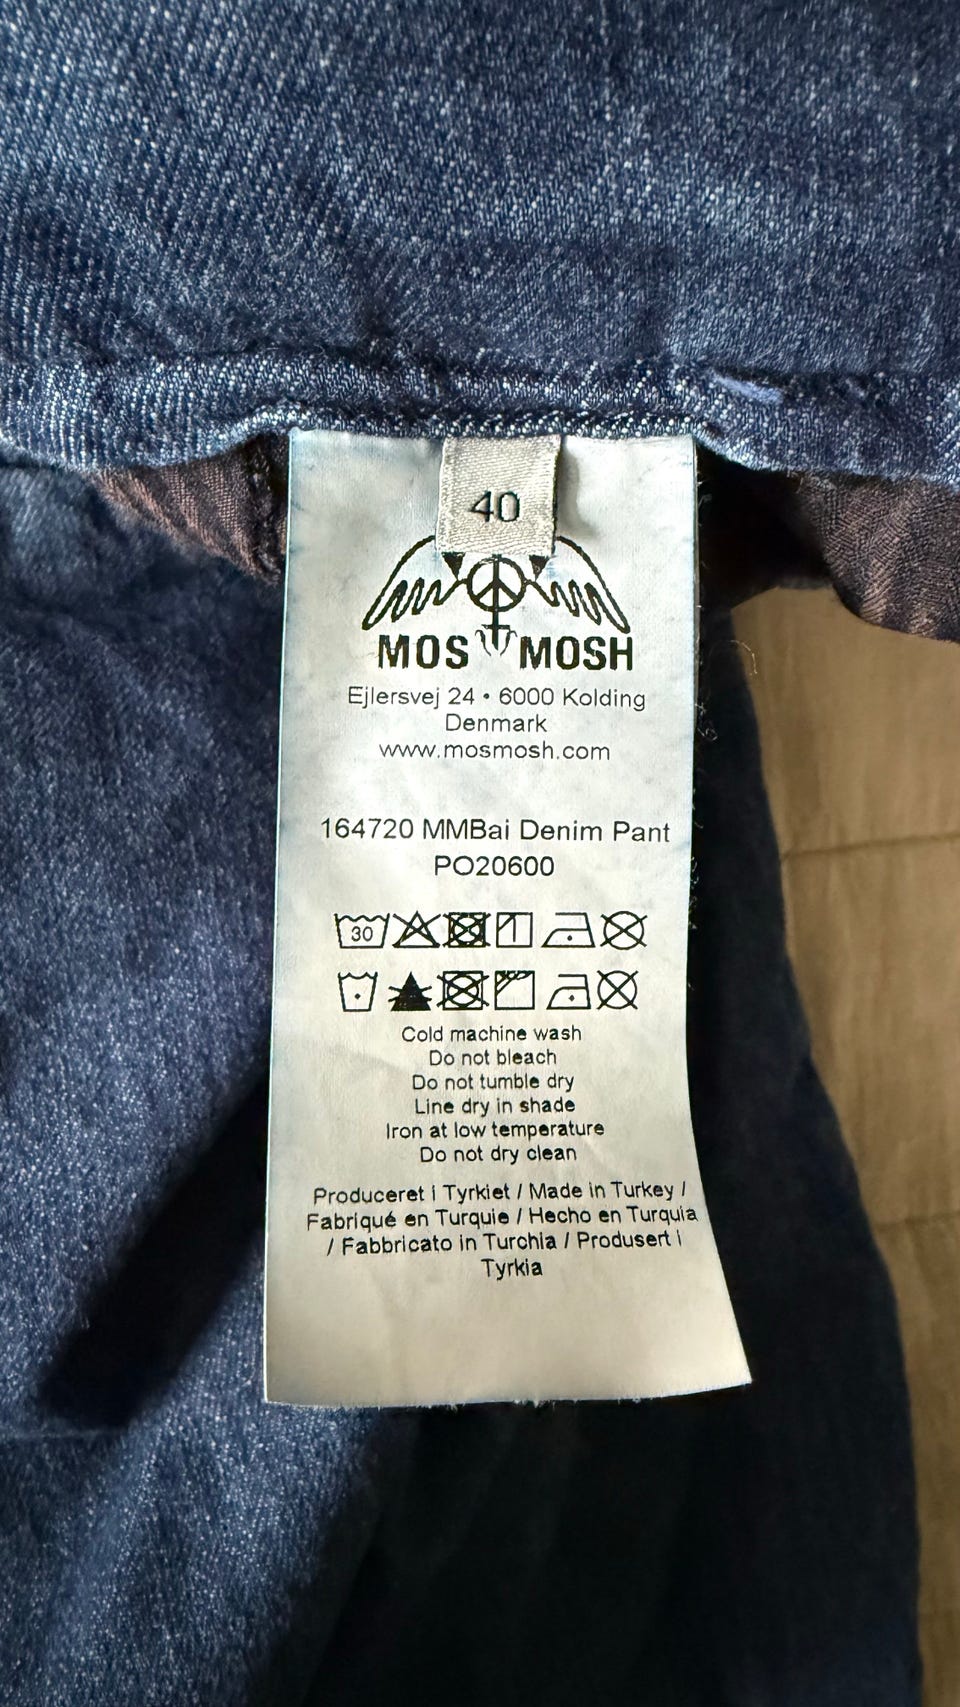 40
MOS MOSH
Ejlersvej 24 • 6000 Kolding
Denmark
www.mosmosh.com
164720 MMBai Denim Pant
PO20600
30
Cold machine wash
Do not bleach
Do not tumble dry
Line dry in shade
Iron at low temperature
Do not dry clean
Produceret i Tyrkiet / Made in Turkey /
Fabriqué en Turquie / Hecho en Turquia
/ Fabbricato in Turchia / Produsert i
Tyrkia